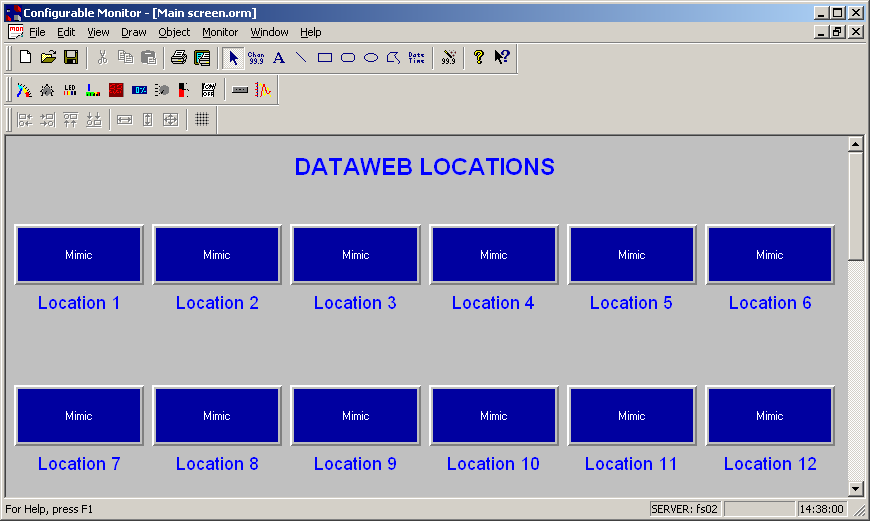 Configurable Monitor - [Main screen.orm]
mon File Edit View Draw Object Monitor Window Help
Chan 99.9 A Date Time 99.9 ? ?
LED 0%
DATAWEB LOCATIONS
Mimic Mimic Mimic Mimic Mimic Mimic
Location 1 Location 2 Location 3 Location 4 Location 5 Location 6
Mimic Mimic Mimic Mimic Mimic Mimic
Location 7 Location 8 Location 9 Location 10 Location 11 Location 12
For Help, press F1 SERVER: fs02 14:38:00